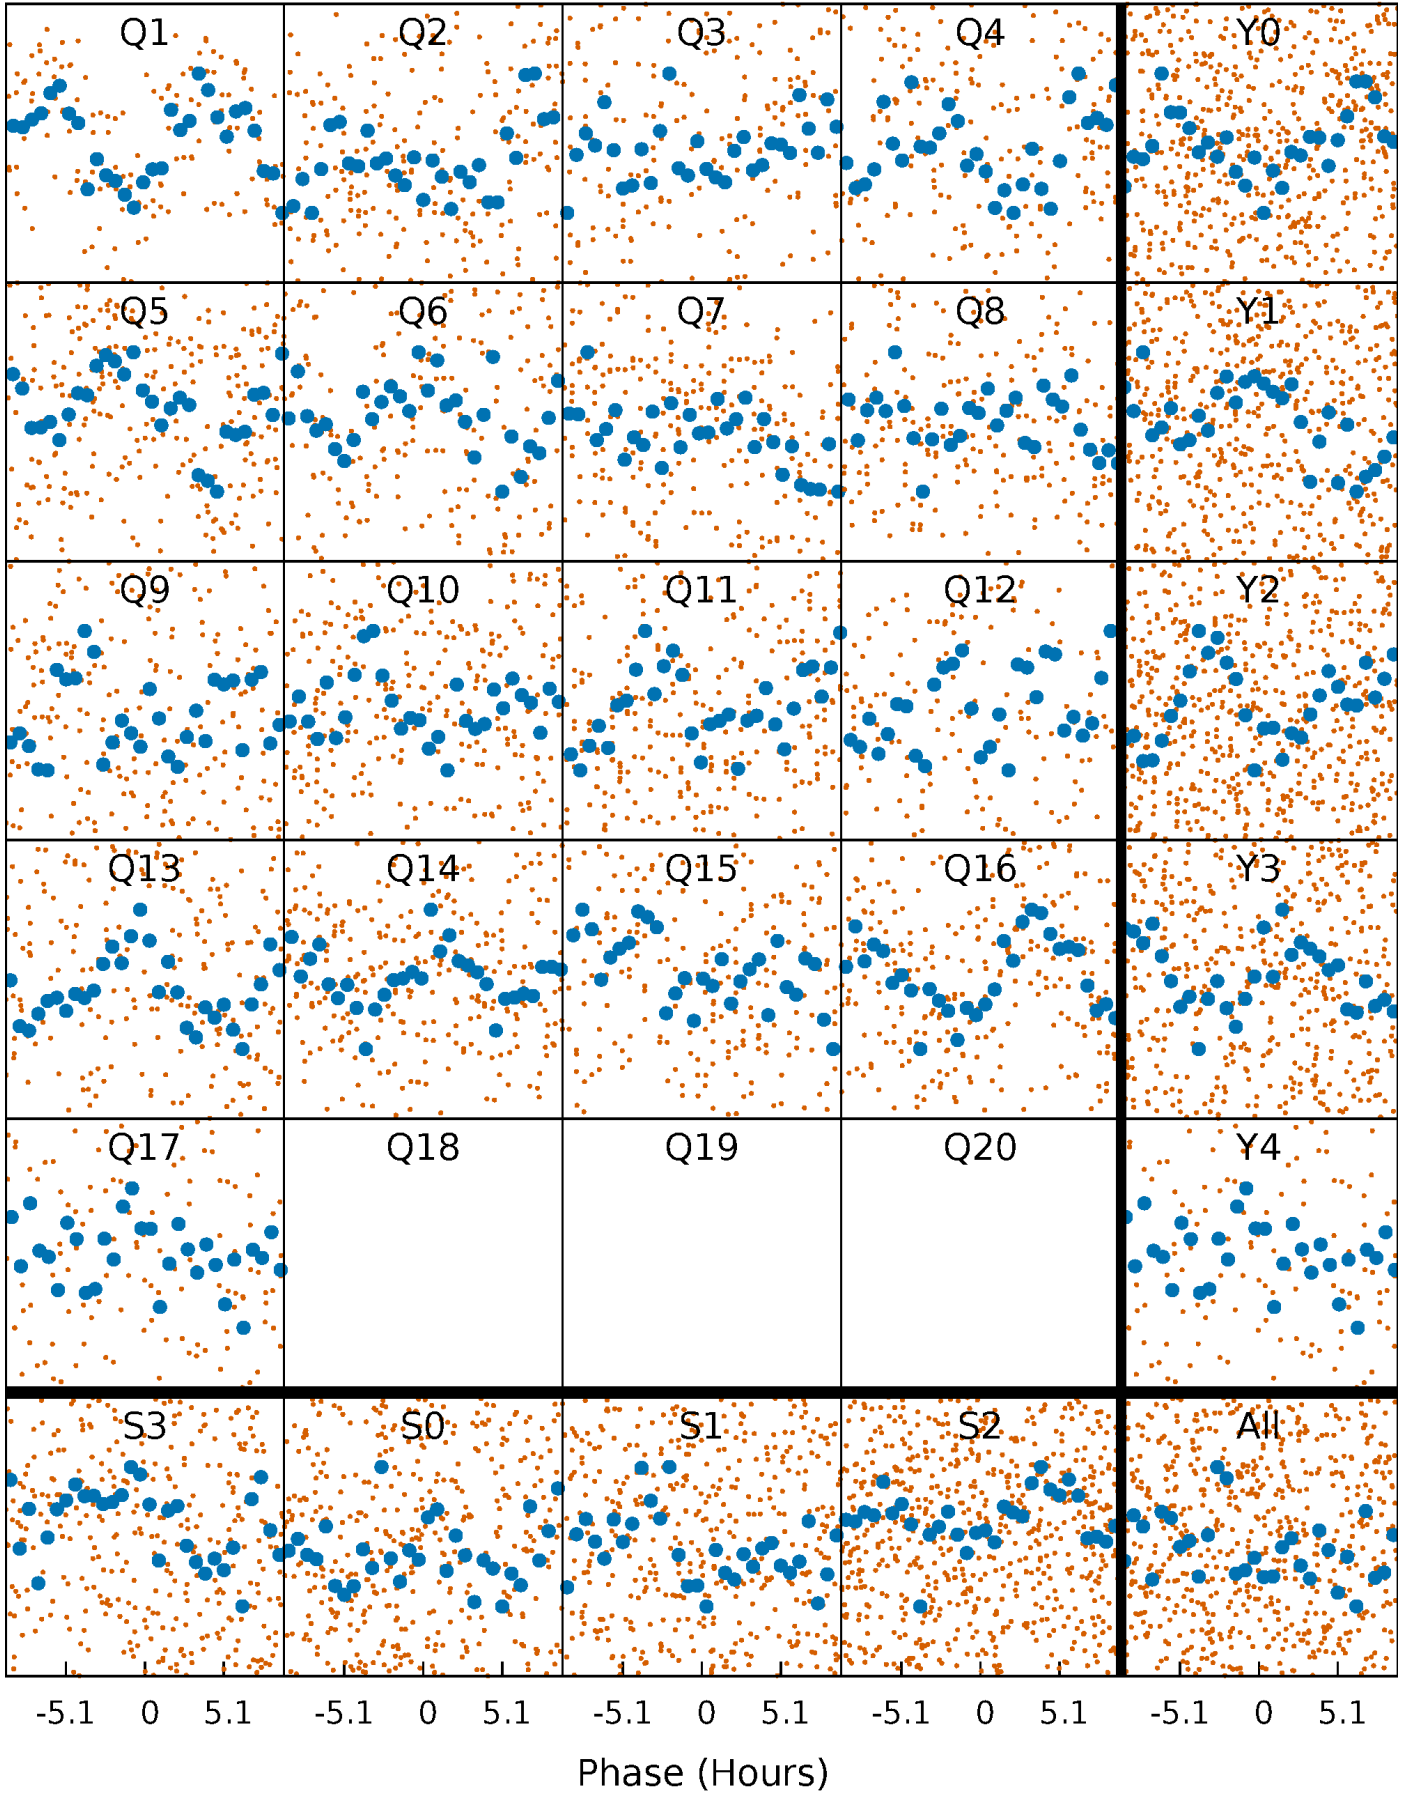 Q1 Q2 Q3 Q4 Y0
Q5 Q6 Q7 Q8 Y1
Q9 Q10 Q11 Q12 Y2
Q13 Q14 Q15 Q16 Y3
Q17 Q18 Q19 Q20 Y4
S3 S0 S1 S2 All
-5.1 0 5.1 -5.1 0 5.1 -5.1 0 5.1 -5.1 0 5.1 -5.1 0 5.1
Phase (Hours)